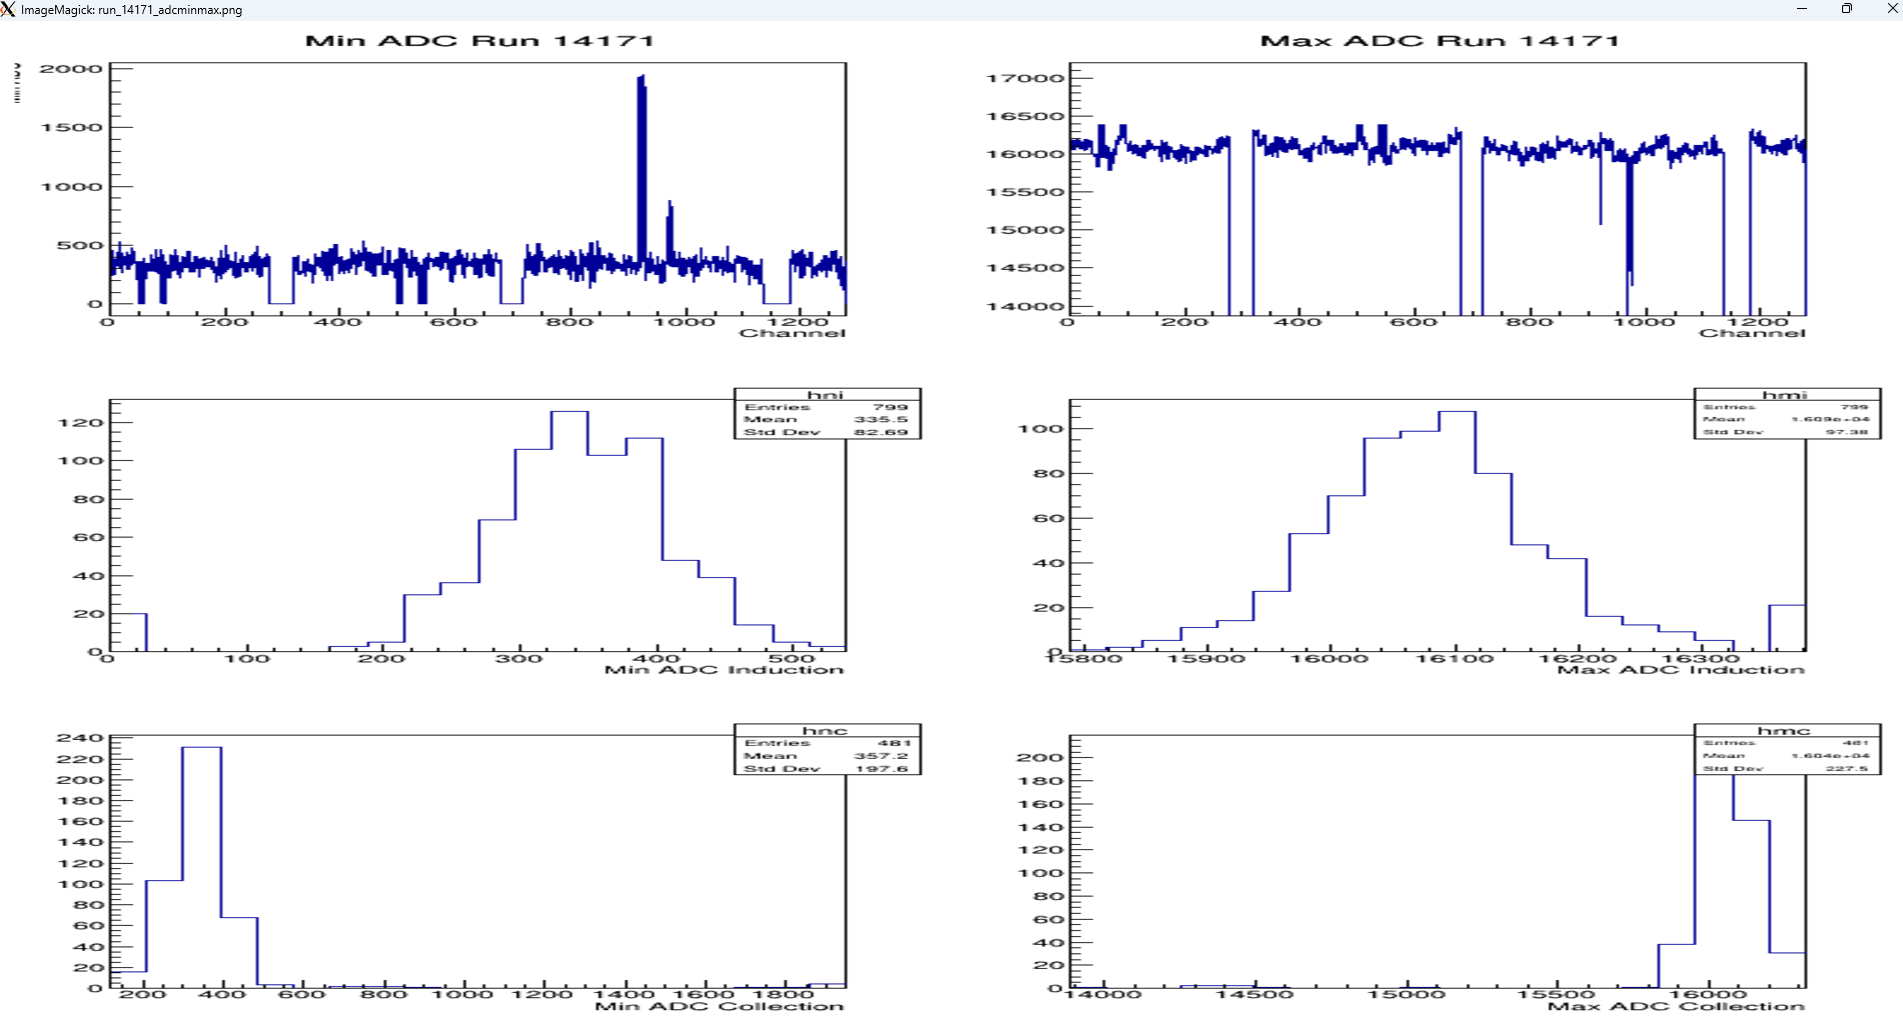 ImageMagick: run_14171_adcminmax.png
Min ADC Run 14171
2000
1500
1000
500
0
0 200 400 600 800 1000 1200
Channel
Max ADC Run 14171
17000
16500
16000
15500
15000
14500
14000
0 200 400 600 800 1000 1200
Channel
hni
Entries 799
Mean 335.5
Std Dev 82.69
120
100
80
60
40
20
0
0 100 200 300 400 500
Min ADC Induction
hmi
Entries 799
Mean 1.609e+04
Std Dev 97.38
100
80
60
40
20
0
15800 15900 16000 16100 16200 16300
Max ADC Induction
hnc
Entries 481
Mean 357.2
Std Dev 197.6
240
220
200
180
160
140
120
100
80
60
40
20
0
200 400 600 800 1000 1200 1400 1600 1800
Min ADC Collection
hmc
Entries 481
Mean 1.604e+04
Std Dev 227.5
200
180
160
140
120
100
80
60
40
20
0
14000 14500 15000 15500 16000
Max ADC Collection